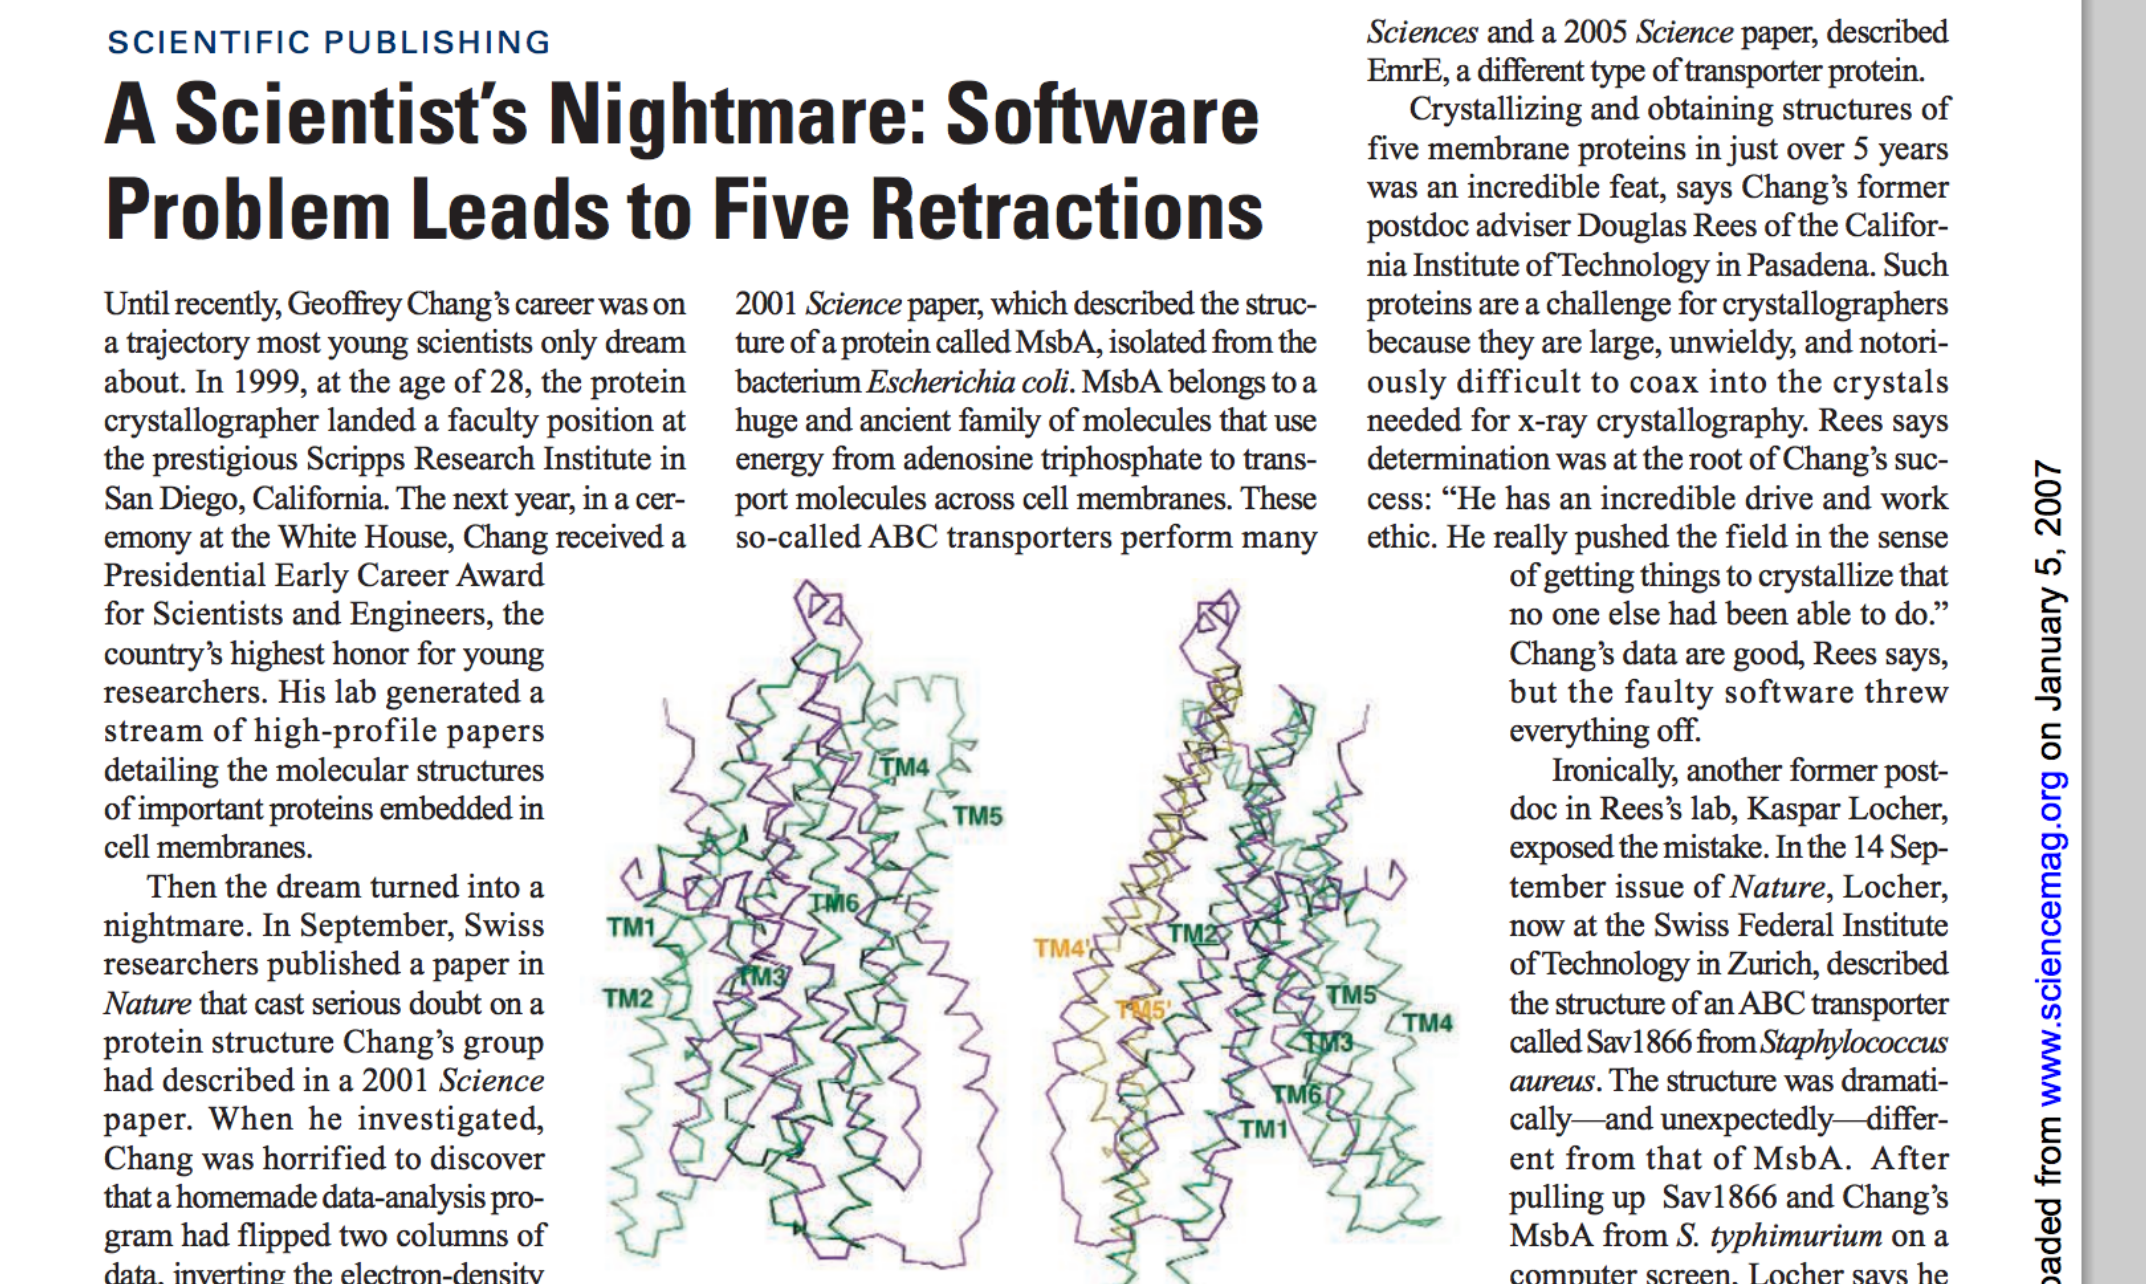 SCIENTIFIC PUBLISHING
A Scientist's Nightmare: Software
Problem Leads to Five Retractions
Until recently, Geoffrey Chang's career was on
a trajectory most young scientists only dream
about. In 1999, at the age of 28, the protein
crystallographer landed a faculty position at
the prestigious Scripps Research Institute in
San Diego, California. The next year, in a cer-
emony at the White House, Chang received a
Presidential Early Career Award
for Scientists and Engineers, the
country's highest honor for young
researchers. His lab generated a
stream of high-profile papers
detailing the molecular structures
of important proteins embedded in
cell membranes.
Then the dream turned into a
nightmare. In September, Swiss
researchers published a paper in
Nature that cast serious doubt on a
protein structure Chang's group
had described in a 2001 Science
paper. When he investigated,
Chang was horrified to discover
that a homemade data-analysis pro-
gram had flipped two columns of
data, inverting the electron-density
2001 Science paper, which described the struc-
ture of a protein called MsbA, isolated from the
bacterium Escherichia coli. MsbA belongs to a
huge and ancient family of molecules that use
energy from adenosine triphosphate to trans-
port molecules across cell membranes. These
so-called ABC transporters perform many
TM4
TM5
TM6
TM1
TM3
TM2
TM4'
TM2
TM5'
TM5
TM4
TM3
TM6
TM1
Sciences and a 2005 Science paper, described
EmrE, a different type of transporter protein.
Crystallizing and obtaining structures of
five membrane proteins in just over 5 years
was an incredible feat, says Chang's former
postdoc adviser Douglas Rees of the Califor-
nia Institute of Technology in Pasadena. Such
proteins are a challenge for crystallographers
because they are large, unwieldy, and notori-
ously difficult to coax into the crystals
needed for x-ray crystallography. Rees says
determination was at the root of Chang's suc-
cess: “He has an incredible drive and work
ethic. He really pushed the field in the sense
of getting things to crystallize that
no one else had been able to do.”
Chang's data are good, Rees says,
but the faulty software threw
everything off.
Ironically, another former post-
doc in Rees's lab, Kaspar Locher,
exposed the mistake. In the 14 Sep-
tember issue of Nature, Locher,
now at the Swiss Federal Institute
of Technology in Zurich, described
the structure of an ABC transporter
called Sav1866 from Staphylococcus
aureus. The structure was dramati-
cally—and unexpectedly—differ-
ent from that of MsbA. After
pulling up Sav1866 and Chang's
MsbA from S. typhimurium on a
computer screen, Locher says he
oaded from www.sciencemag.org on January 5, 2007